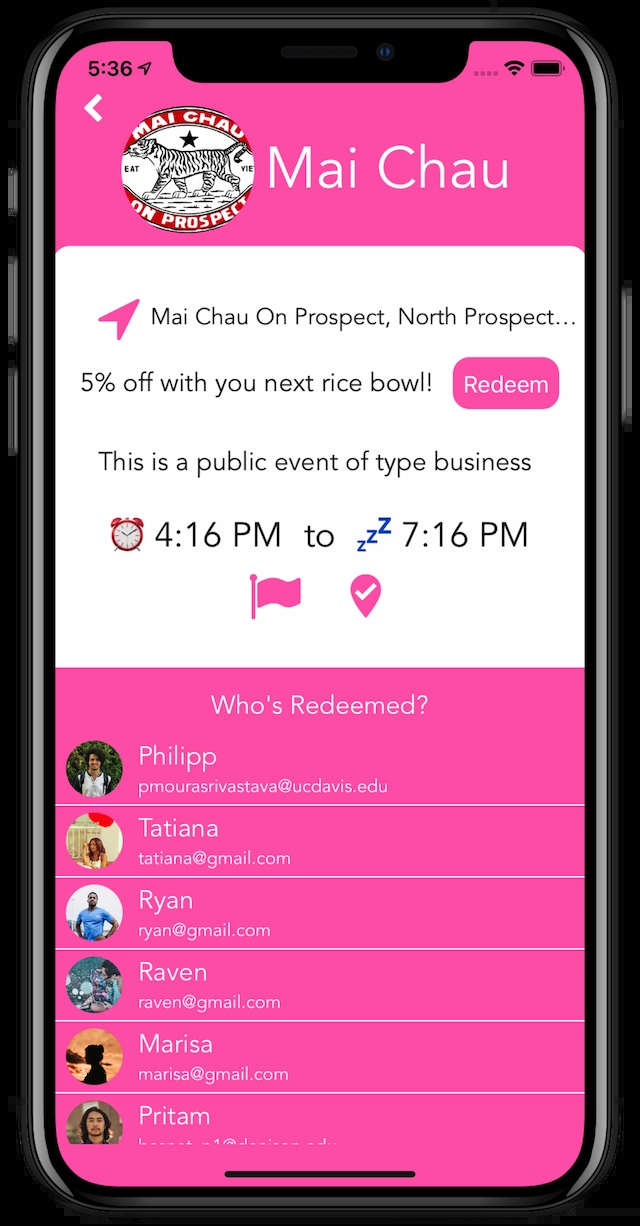 5:36
MAI CHAU
EAT VIE
ON PROSPECT
Mai Chau
Mai Chau On Prospect, North Prospect...
5% off with you next rice bowl!
Redeem
This is a public event of type business
4:16 PM to zzz 7:16 PM
Who's Redeemed?
Philipp
pmourasrivastava@ucdavis.edu
Tatiana
tatiana@gmail.com
Ryan
ryan@gmail.com
Raven
raven@gmail.com
Marisa
marisa@gmail.com
Pritam